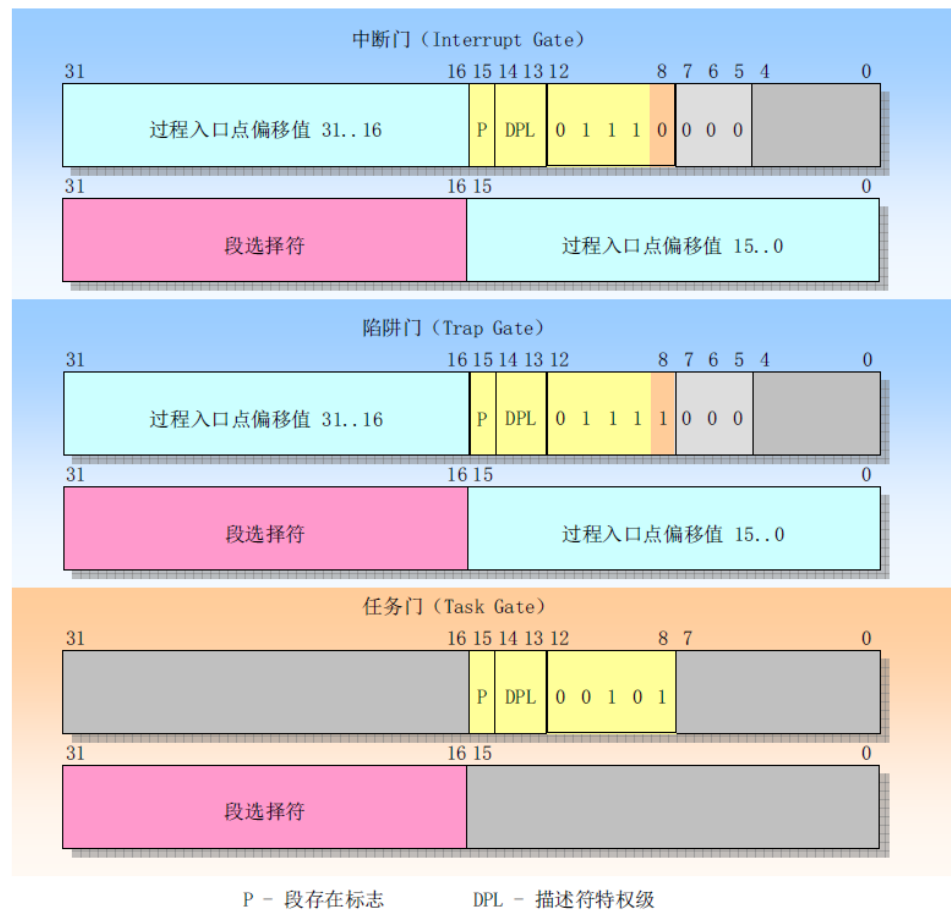 中断门（Interrupt Gate）
31 16 15 14 13 12 8 7 6 5 4 0
过程入口点偏移值 31..16 P DPL 0 1 1 1 0 0 0 0
31 16 15 0
段选择符 过程入口点偏移值 15..0
陷阱门（Trap Gate）
31 16 15 14 13 12 8 7 6 5 4 0
过程入口点偏移值 31..16 P DPL 0 1 1 1 1 0 0 0
31 16 15 0
段选择符 过程入口点偏移值 15..0
任务门（Task Gate）
31 16 15 14 13 12 8 7 0
P DPL 0 0 1 0 1
31 16 15 0
段选择符
P - 段存在标志 DPL - 描述符特权级